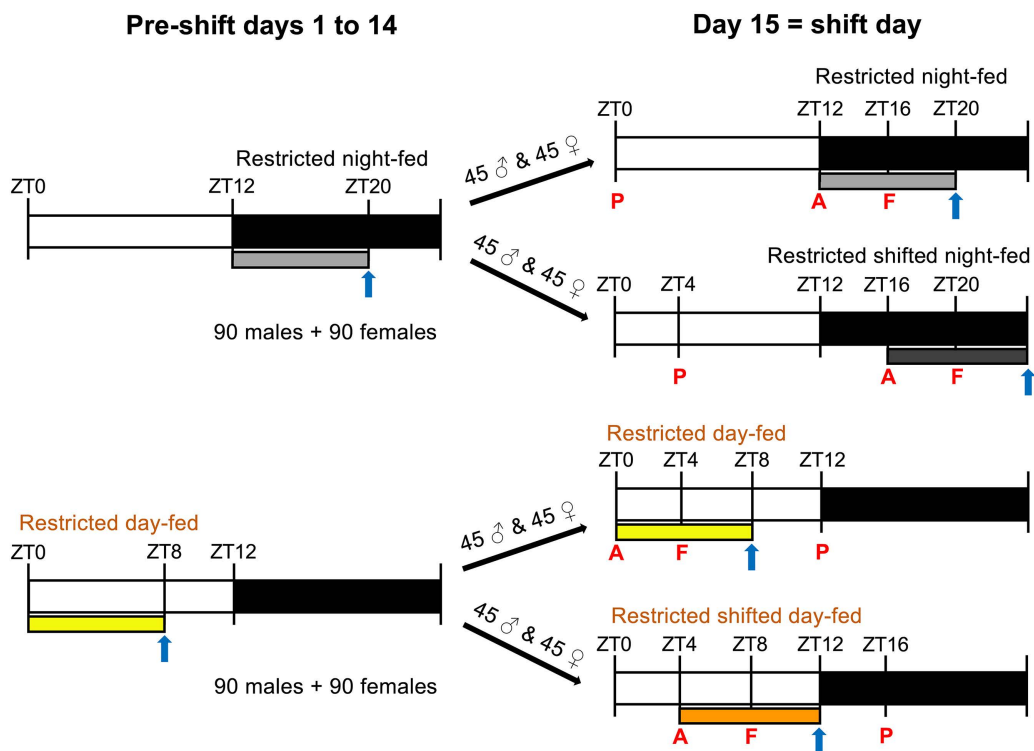 Pre-shift days 1 to 14
Day 15 = shift day
Restricted night-fed
ZT0 ZT12 ZT20
90 males + 90 females
45 ♂ & 45 ♀
45 ♂ & 45 ♀
Restricted night-fed
ZT0 ZT12 ZT16 ZT20
P A F
Restricted shifted night-fed
ZT0 ZT4 ZT12 ZT16 ZT20
P A F
Restricted day-fed
ZT0 ZT8 ZT12
90 males + 90 females
45 ♂ & 45 ♀
45 ♂ & 45 ♀
Restricted day-fed
ZT0 ZT4 ZT8 ZT12
A F P
Restricted shifted day-fed
ZT0 ZT4 ZT8 ZT12 ZT16
A F P